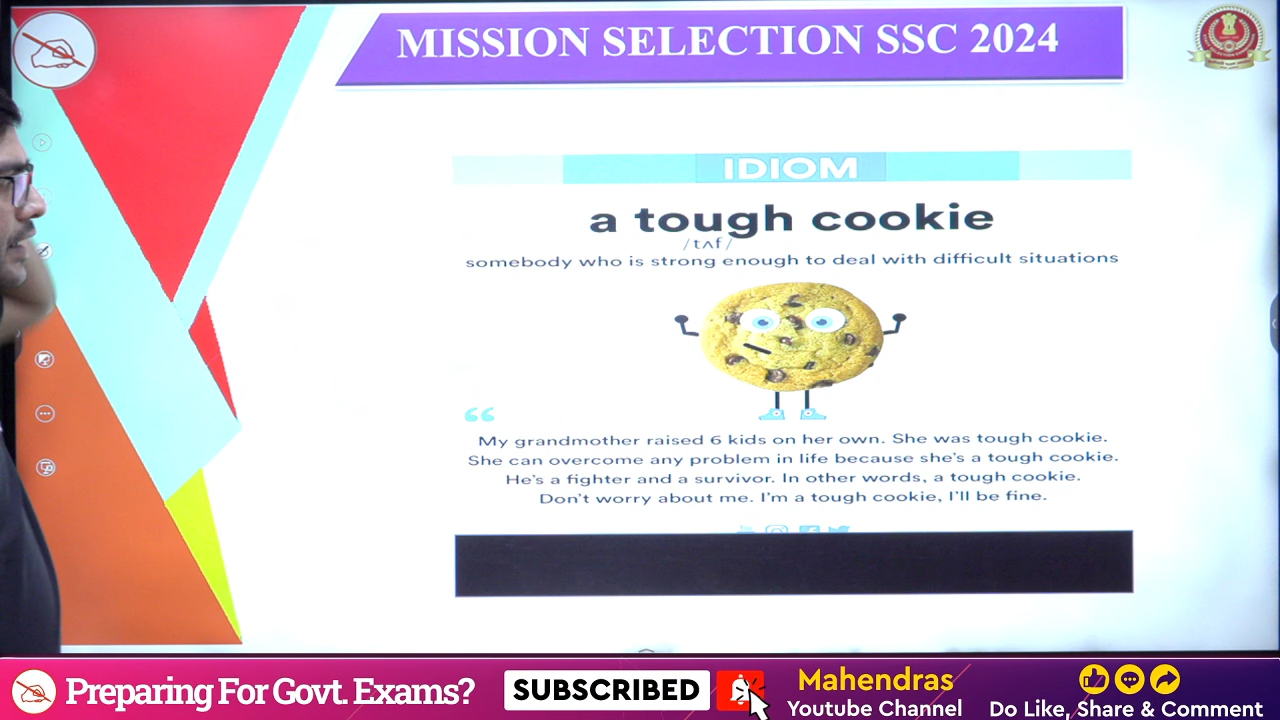 MISSION SELECTION SSC 2024
IDIOM
a tough cookie
/tʌf/
somebody who is strong enough to deal with difficult situations
“
My grandmother raised 6 kids on her own. She was tough cookie.
She can overcome any problem in life because she's a tough cookie.
He's a fighter and a survivor. In other words, a tough cookie.
Don't worry about me. I'm a tough cookie, I'll be fine.
Preparing For Govt. Exams?
SUBSCRIBED
Mahendras
Youtube Channel
Do Like, Share & Comment